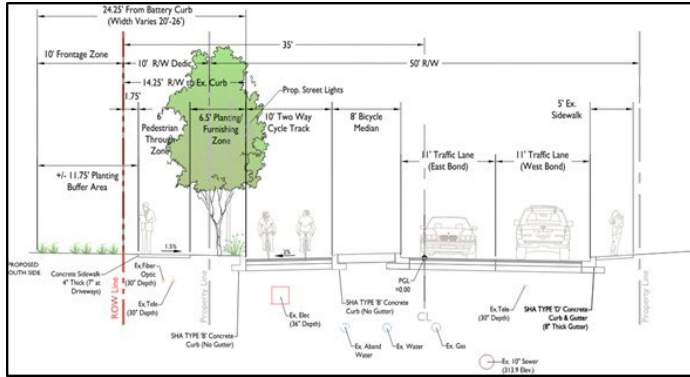 24.25' From Battery Curb
(Width Varies 20'-26')
35'
10' Frontage Zone
10' R/W Dedic
50' R/W
14.25' R/W to Ex. Curb
1.75'
Prop. Street Lights
6'
Pedestrian
Through
Zone
6.5' Planting/
Furnishing
Zone
10' Two Way
Cycle Track
8' Bicycle
Median
5' Ex.
Sidewalk
11' Traffic Lane
(East Bond)
11' Traffic Lane
(West Bond)
+/- 11.75' Planting
Buffer Area
1.5%
2%
PROPOSED
OUTH SIDE
Concrete Sidewalk
4" Thick (7" at
Driveways)
ROW Line
Ex.Fiber
Optic
(30" Depth)
Ex.Tele
(30" Depth)
Property Line
SHA TYPE 'B' Concrete
Curb (No Gutter)
Ex. Elec
(36" Depth)
SHA TYPE 'B' Concrete
Curb (No Gutter)
Ex. Aband
Water
Ex. Water
PGL
=0.00
CL
Ex. Gas
Ex.Tele
(30" Depth)
SHA TYPE 'D' Concrete
Curb & Gutter
(8" Thick Gutter)
Property Line
Ex. 10" Sewer
(313.9 Elev.)